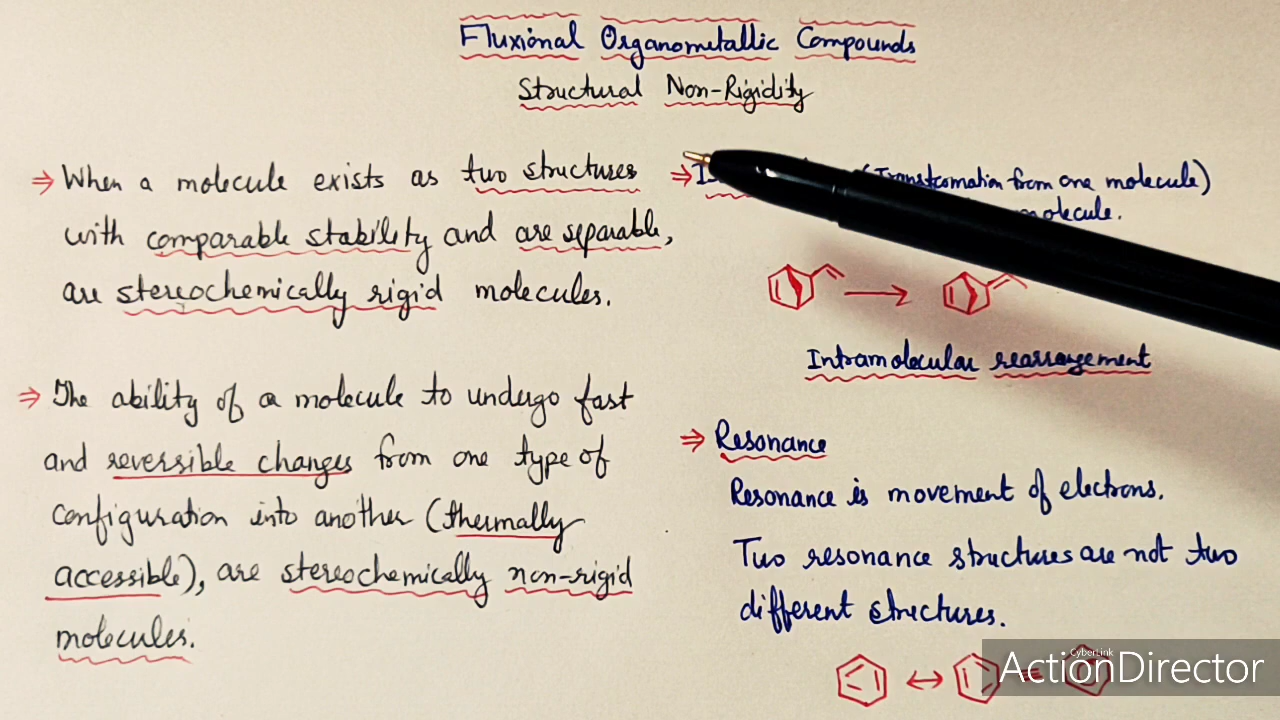 Fluxional Organometallic Compounds
Structural Non-Rigidity
⇒ When a molecule exists as two structures
with comparable stability and are separable,
are stereochemically rigid molecules.
⇒ The ability of a molecule to undergo fast
and reversible changes from one type of
configuration into another (thermally
accessible), are stereochemically non-rigid
molecules.
⇒ (Transformation from one molecule)
molecule.
→
Intramolecular rearrangement
⇒ Resonance
Resonance is movement of electrons.
Two resonance structures are not two
different structures.
↔ ≡
CyberLink
ActionDirector